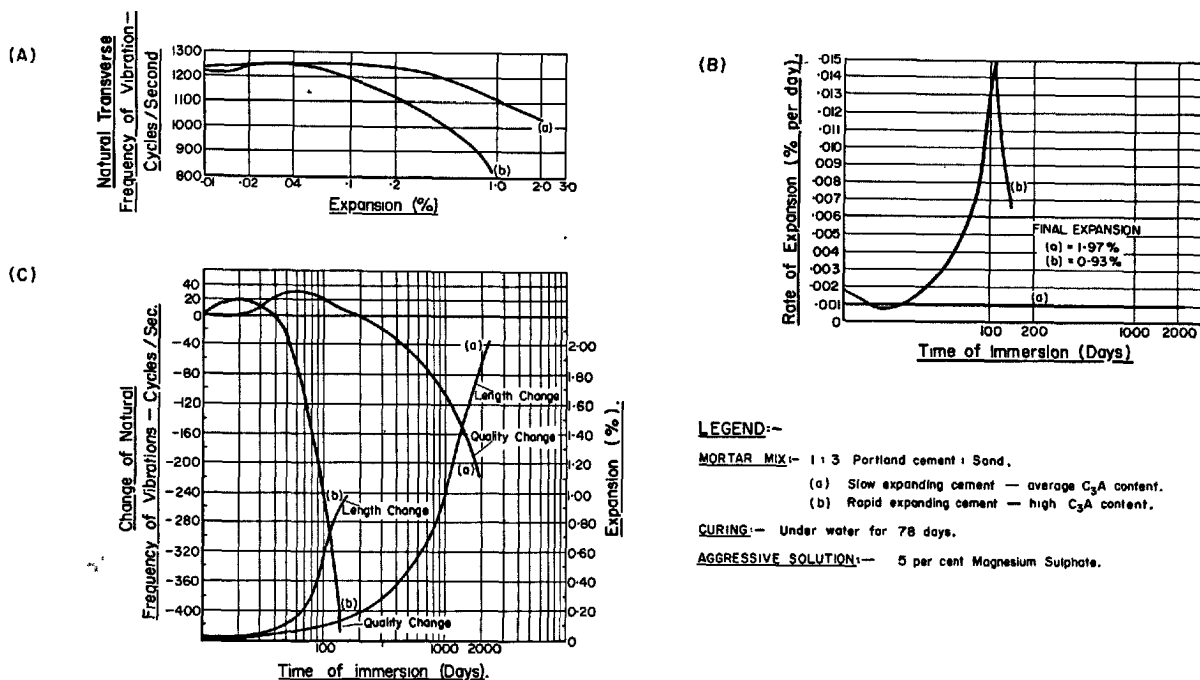 (A)
Natural Transverse
Frequency of Vibration—
Cycles/Second
1300
1200
1100
1000
900
800
·01 ·02 ·04 ·1 ·2 1·0 2·0 3·0
(a)
(b)
Expansion (%)
(B)
Rate of Expansion (% per day)
·015
·014
·013
·012
·011
·010
·009
·008
·007
·006
·005
·004
·003
·002
·001
0
(b)
FINAL EXPANSION
(a) = 1·97%
(b) = 0·93%
(a)
100 200 1000 2000
Time of Immersion (Days)
(C)
Change of Natural
Frequency of Vibrations — Cycles/Sec.
40
20
0
-40
-80
-120
-160
-200
-240
-280
-320
-360
-400
(a)
Length Change
Quality Change
(a)
(b)
Length Change
(b)
Quality Change
2·00
1·80
1·60
1·40
1·20
1·00
0·80
0·60
0·40
0·20
0
Expansion (%).
100 1000 2000
Time of immersion (Days).
LEGEND:-
MORTAR MIX:- 1 : 3 Portland cement : Sand.
(a) Slow expanding cement — average C₃A content.
(b) Rapid expanding cement — high C₃A content.
CURING:- Under water for 78 days.
AGGRESSIVE SOLUTION:- 5 per cent Magnesium Sulphate.